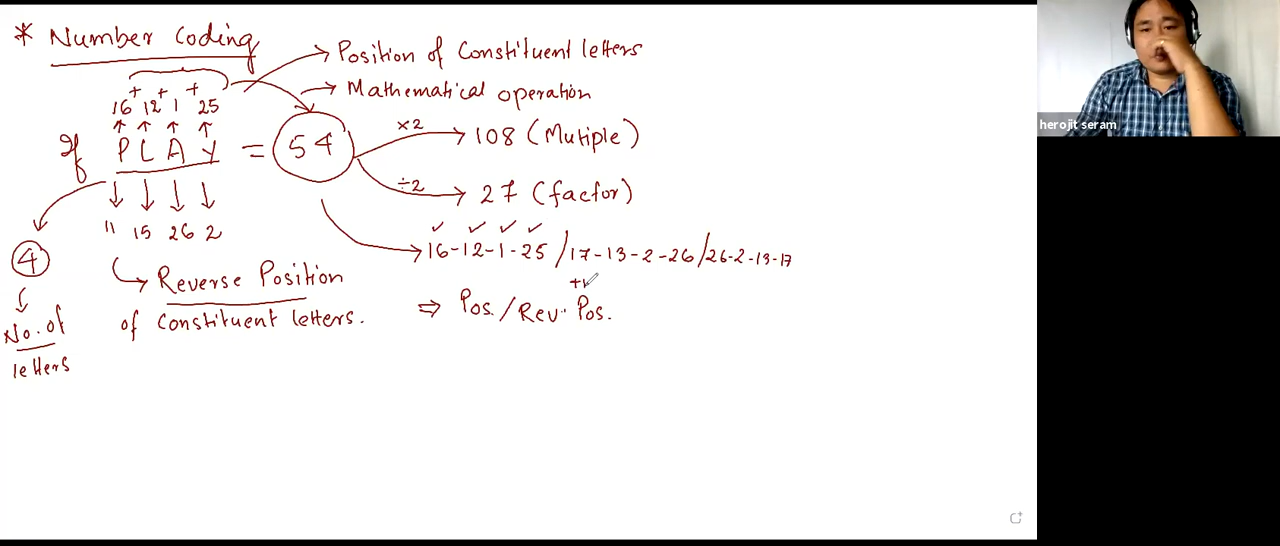 * Number Coding
Position of Constituent letters
Mathematical operation
+ + +
16 12 1 25
If PLAY = 54
×2 108 (Mutiple)
÷2 27 (factor)
11 15 26 2
4
No. of
letters
Reverse Position
of Constituent letters.
16-12-1-25 / 17-13-2-26 / 26-2-13-17
⇒ Pos. / Rev. Pos.
herojit seram